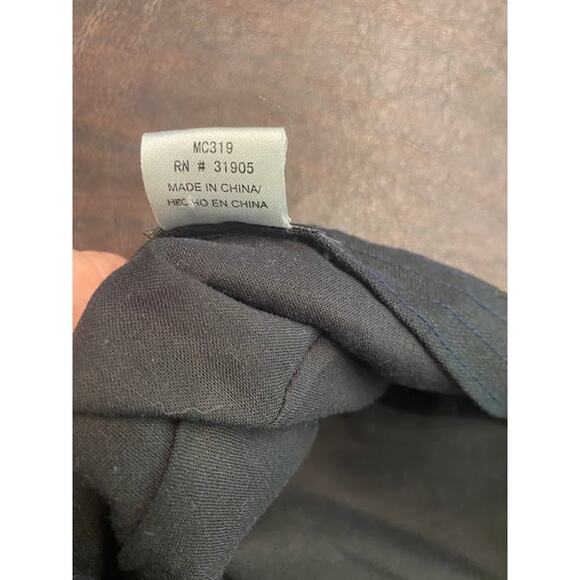 MC319
RN # 31905
MADE IN CHINA/
HECHO EN CHINA